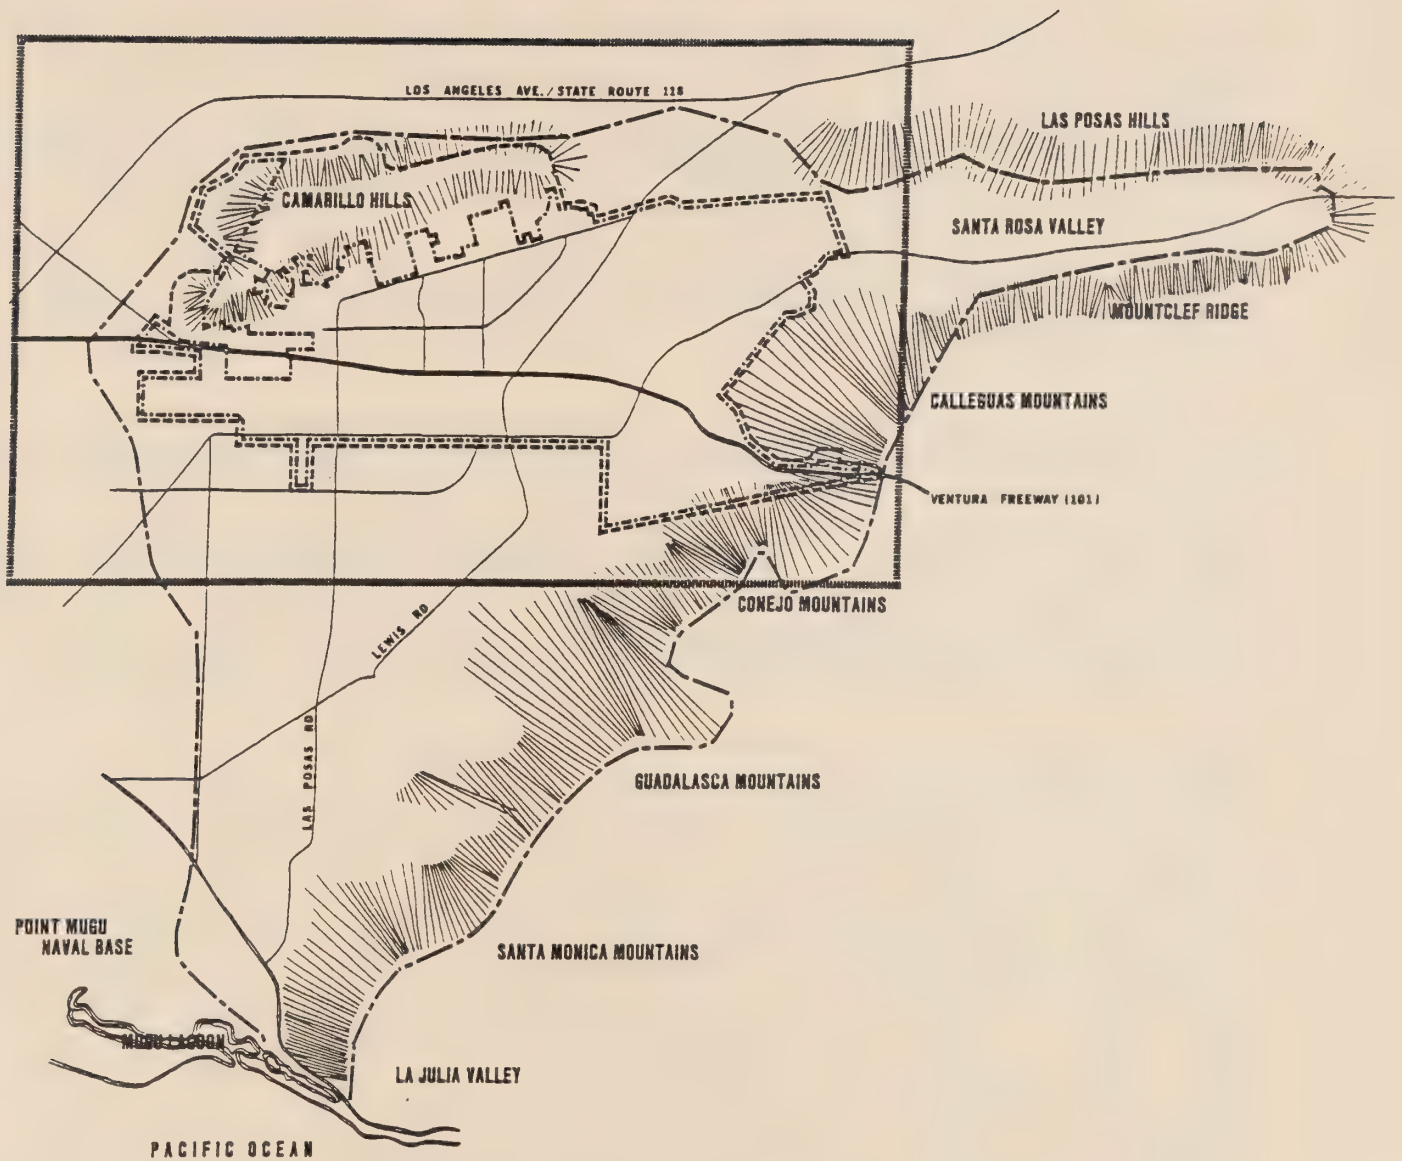 LOS ANGELES AVE./STATE ROUTE 118
LAS POSAS HILLS
CAMARILLO HILLS
SANTA ROSA VALLEY
MOUNTCLEF RIDGE
CALLEGUAS MOUNTAINS
VENTURA FREEWAY (101)
CONEJO MOUNTAINS
LEWIS RD
LAS POSAS RD
GUADALASCA MOUNTAINS
POINT MUGU
NAVAL BASE
SANTA MONICA MOUNTAINS
MUGU LAGOON
LA JULIA VALLEY
PACIFIC OCEAN